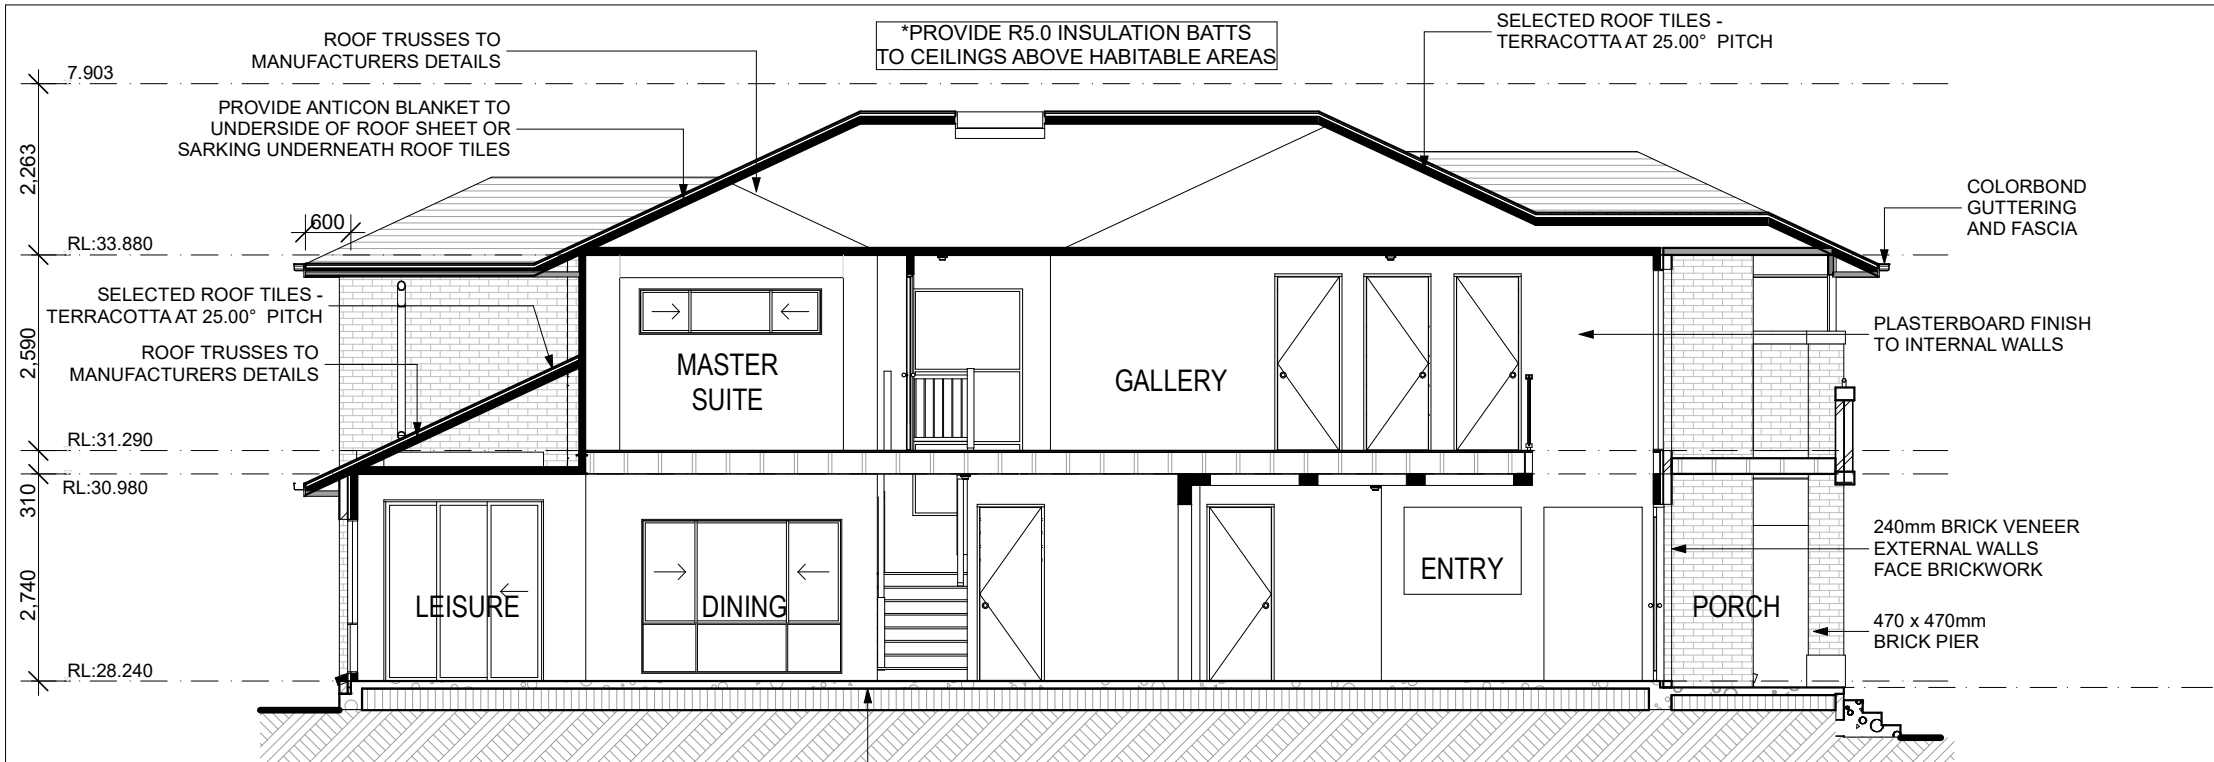 *PROVIDE R5.0 INSULATION BATTS
TO CEILINGS ABOVE HABITABLE AREAS
SELECTED ROOF TILES -
TERRACOTTA AT 25.00° PITCH
ROOF TRUSSES TO
MANUFACTURERS DETAILS
7.903
PROVIDE ANTICON BLANKET TO
UNDERSIDE OF ROOF SHEET OR
SARKING UNDERNEATH ROOF TILES
2,263
600
COLORBOND
GUTTERING
AND FASCIA
RL:33.880
SELECTED ROOF TILES -
TERRACOTTA AT 25.00° PITCH
ROOF TRUSSES TO
MANUFACTURERS DETAILS
2,590
MASTER
SUITE
GALLERY
PLASTERBOARD FINISH
TO INTERNAL WALLS
RL:31.290
310
RL:30.980
2,740
LEISURE
DINING
ENTRY
PORCH
240mm BRICK VENEER
EXTERNAL WALLS
FACE BRICKWORK
470 x 470mm
BRICK PIER
RL:28.240